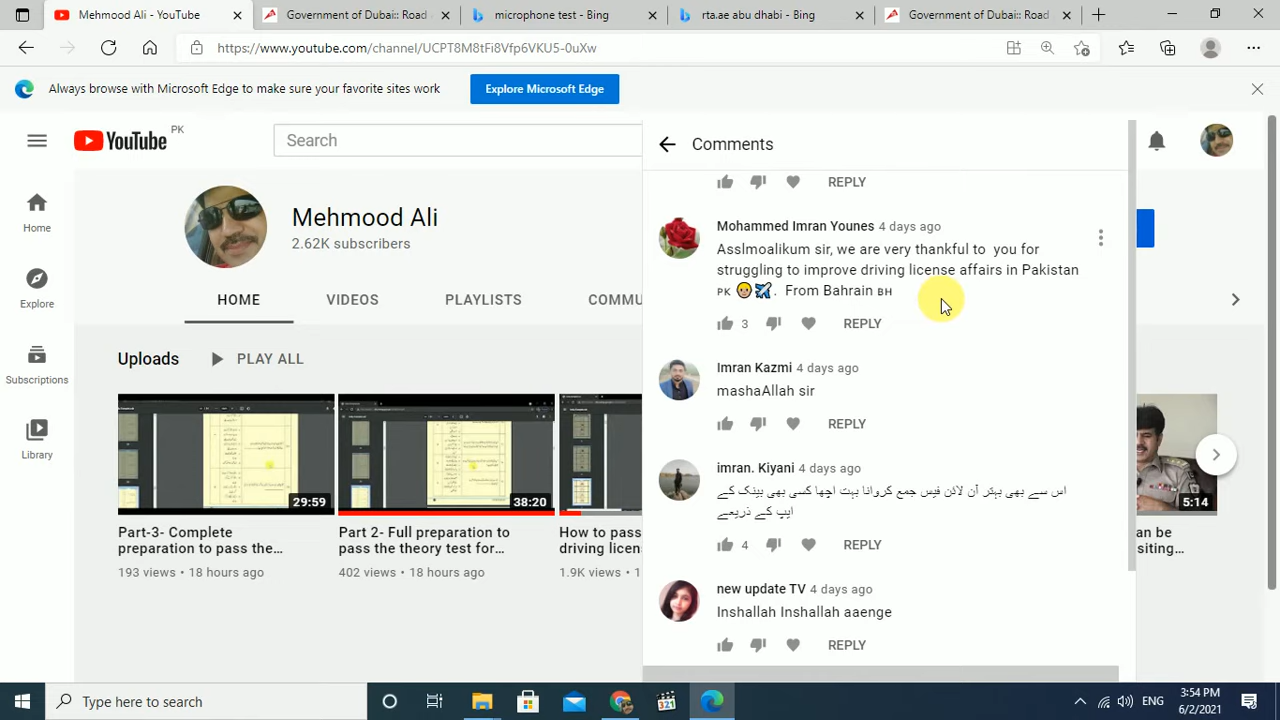 Mehmood Ali - YouTube
Government of Dubai:: Road
microphone test - Bing
rta.ae abu dhabi - Bing
Government of Dubai:: Road
https://www.youtube.com/channel/UCPT8M8tFi8Vfp6VKU5-0uXw
Always browse with Microsoft Edge to make sure your favorite sites work
Explore Microsoft Edge
YouTube PK
Search
Home
Explore
Subscriptions
Library
Mehmood Ali
2.62K subscribers
HOME VIDEOS PLAYLISTS COMMU
Uploads PLAY ALL
29:59
Part-3- Complete
preparation to pass the…
193 views • 18 hours ago
38:20
Part 2- Full preparation to
pass the theory test for…
402 views • 18 hours ago
How to pass
driving licen
1.9K views • 1
Comments
REPLY
Mohammed Imran Younes 4 days ago
Asslmoalikum sir, we are very thankful to you for
struggling to improve driving license affairs in Pakistan
PK 👲✈️. From Bahrain BH
3 REPLY
Imran Kazmi 4 days ago
mashaAllah sir
REPLY
imran. Kiyani 4 days ago
اس سے بھی بہتر آن لائن فیس جمع کروانا بہت اچھا کسی بھی بینک کے
ایپ کے ذریعے
4 REPLY
new update TV 4 days ago
Inshallah Inshallah aaenge
REPLY
5:14
an be
siting…
Type here to search
321
ENG
3:54 PM
6/2/2021